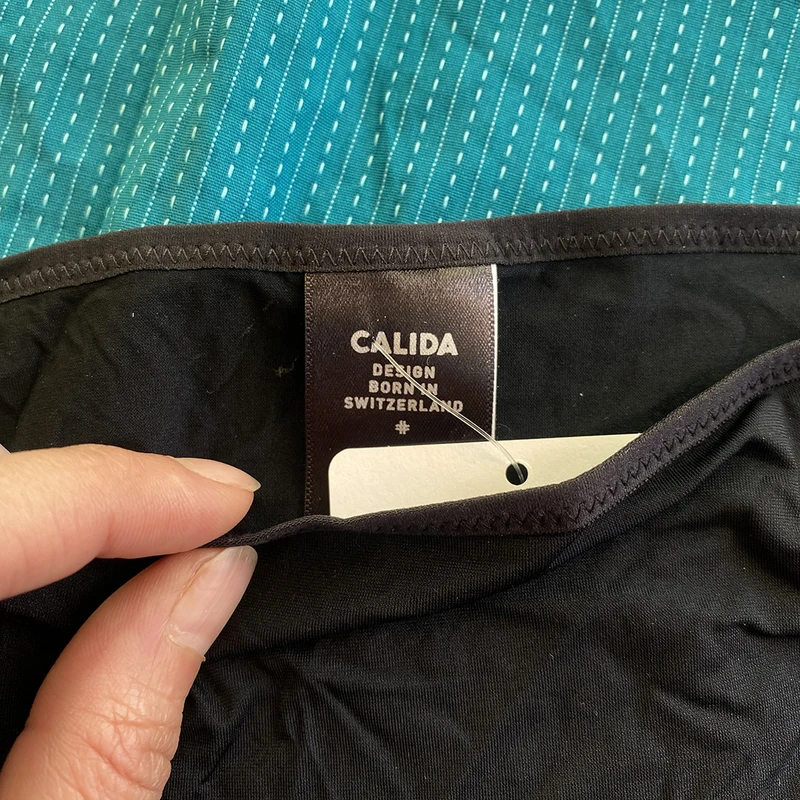 CALIDA
DESIGN
BORN IN
SWITZERLAND
#